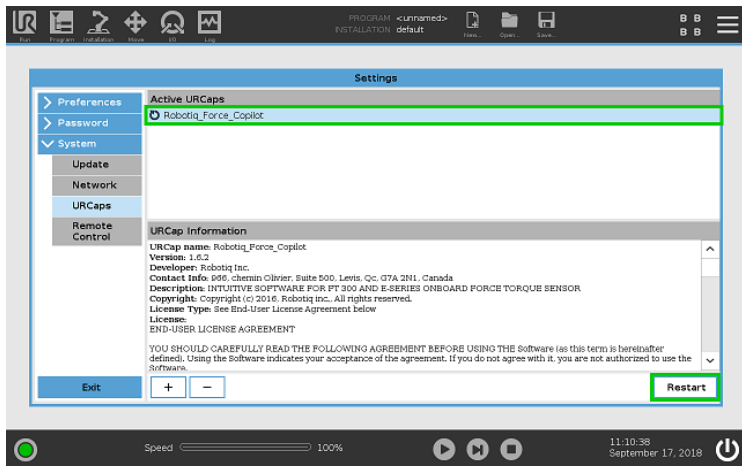 PROGRAM <unnamed>
INSTALLATION default
UR
Run
Program
Installation
Move
I/O
Log
New...
Open...
Save...
B B
B B
Settings
Preferences
Password
System
Update
Network
URCaps
Remote
Control
Exit
Active URCaps
Robotiq_Force_Copilot
URCap Information
URCap name: Robotiq_Force_Copilot
Version: 1.6.2
Developer: Robotiq Inc.
Contact Info: 966, chemin Olivier, Suite 500, Levis, Qc, G7A 2N1, Canada
Description: INTUITIVE SOFTWARE FOR FT 300 AND E-SERIES ONBOARD FORCE TORQUE SENSOR
Copyright: Copyright (c) 2016, Robotiq inc., All rights reserved.
License Type: See End-User License Agreement below
License:
END-USER LICENSE AGREEMENT
YOU SHOULD CAREFULLY READ THE FOLLOWING AGREEMENT BEFORE USING THE Software (as this term is hereinafter
defined). Using the Software indicates your acceptance of the agreement. If you do not agree with it, you are not authorized to use the
Software.
+
−
Restart
Speed
100%
11:10:38
September 17, 2018